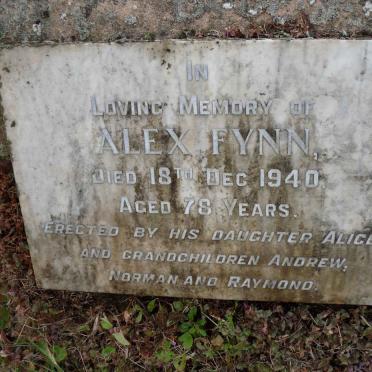 IN
LOVING MEMORY OF
ALEX FYNN,
DIED 18TH DEC 1940
AGED 78 YEARS.
ERECTED BY HIS DAUGHTER ALICE
AND GRANDCHILDREN ANDREW,
NORMAN AND RAYMOND.